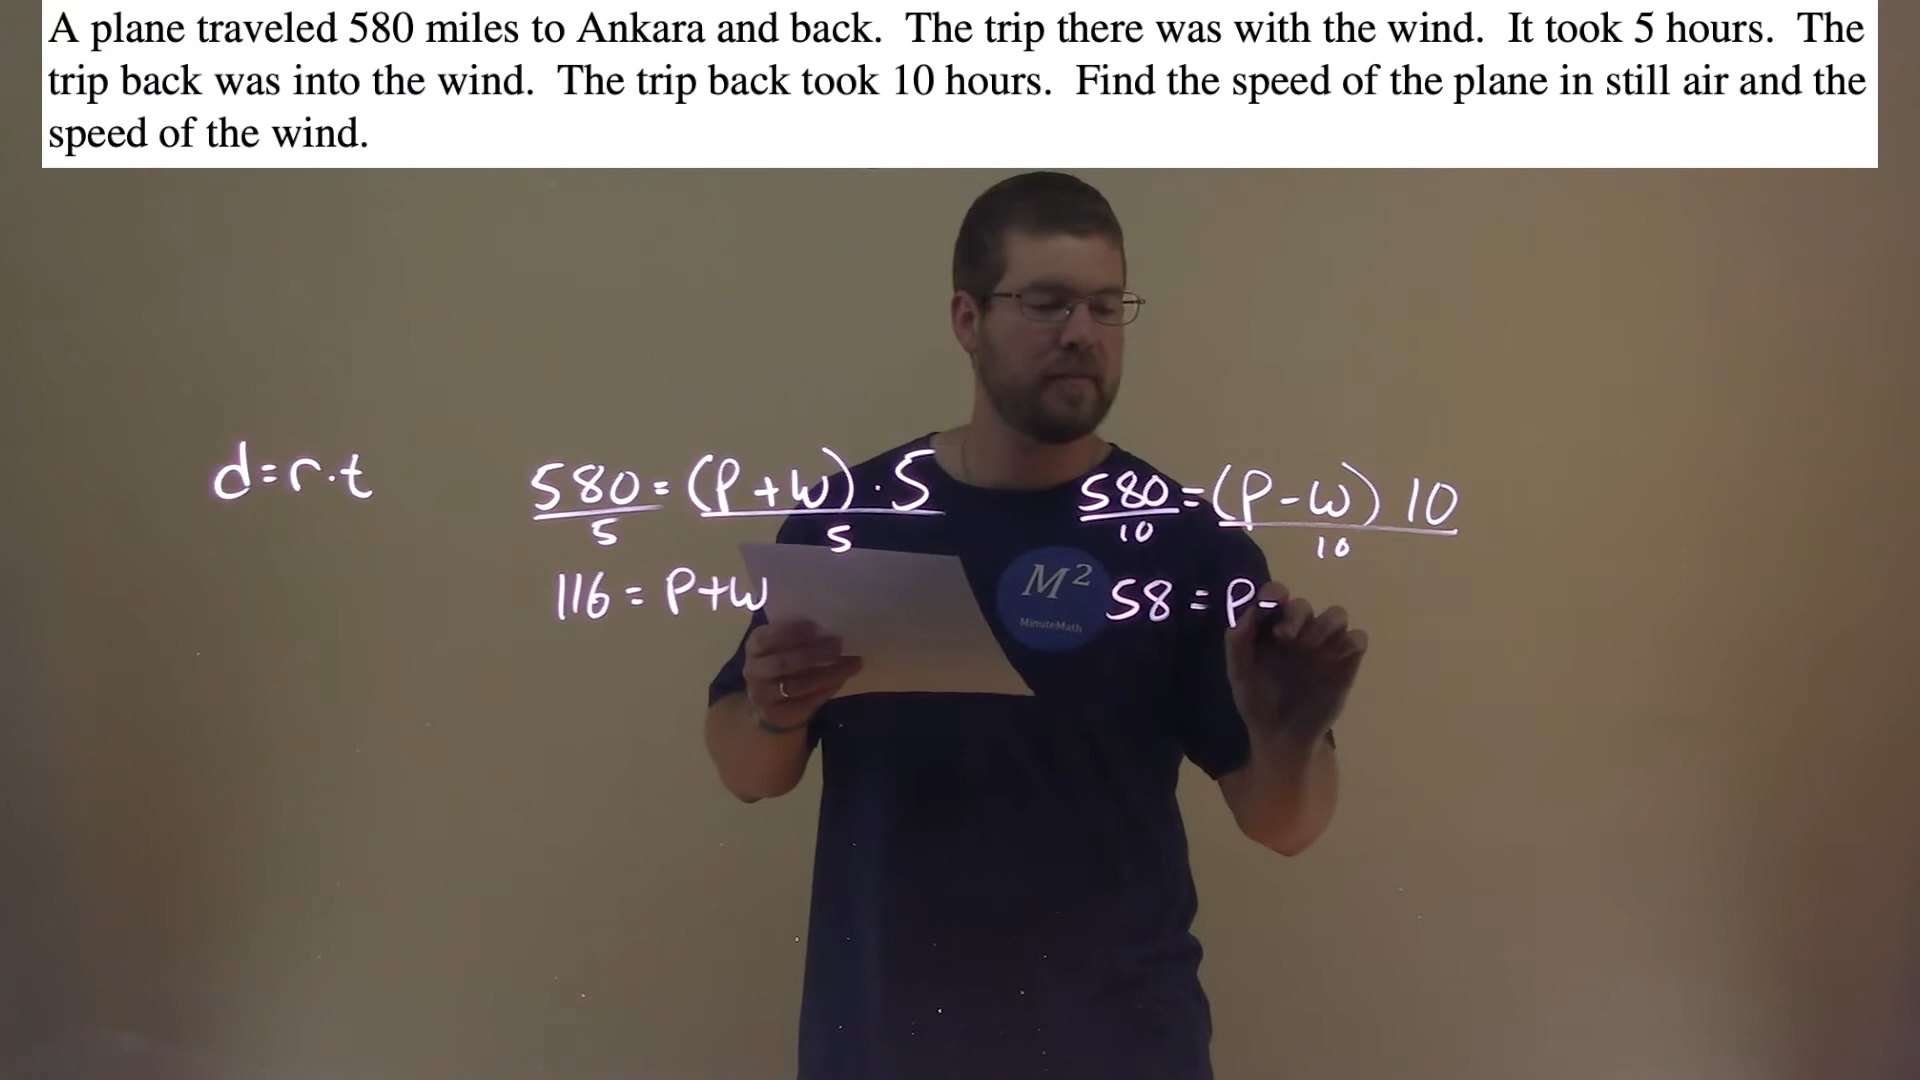 A plane traveled 580 miles to Ankara and back. The trip there was with the wind. It took 5 hours. The
trip back was into the wind. The trip back took 10 hours. Find the speed of the plane in still air and the
speed of the wind.
d=r·t
580=(P+W)·5
5 5
116=P+W
580=(P-W) 10
10 10
58=P-
M²
MinuteMath